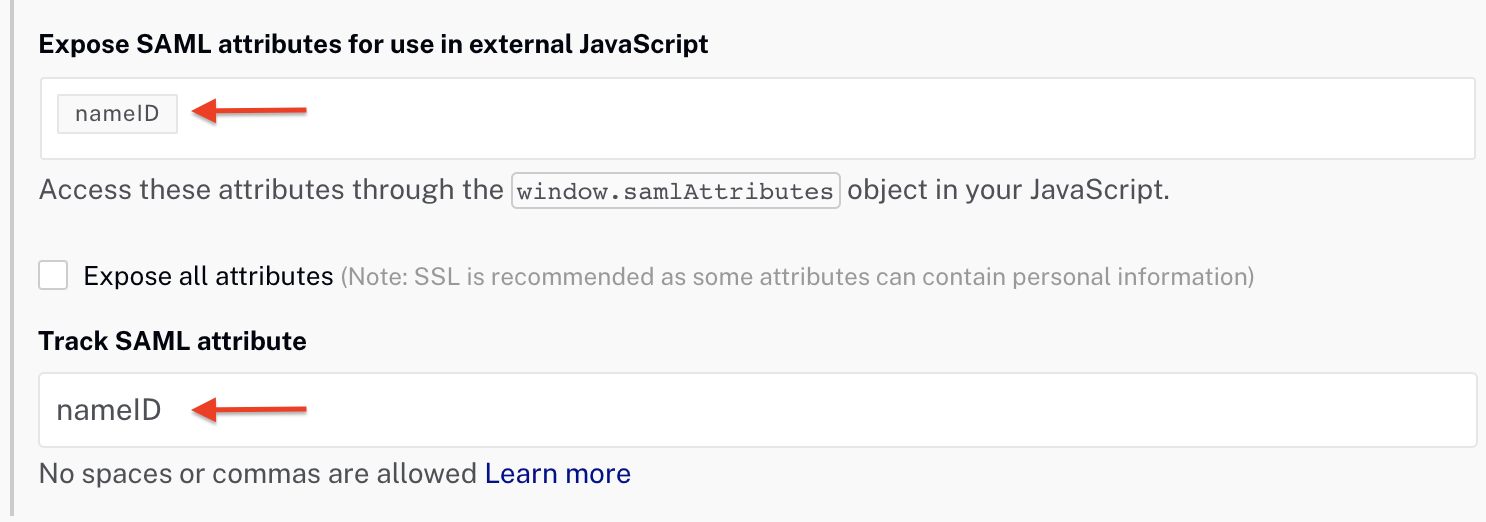 Expose SAML attributes for use in external JavaScript
nameID
Access these attributes through the window.samlAttributes object in your JavaScript.
Expose all attributes (Note: SSL is recommended as some attributes can contain personal information)
Track SAML attribute
nameID
No spaces or commas are allowed Learn more